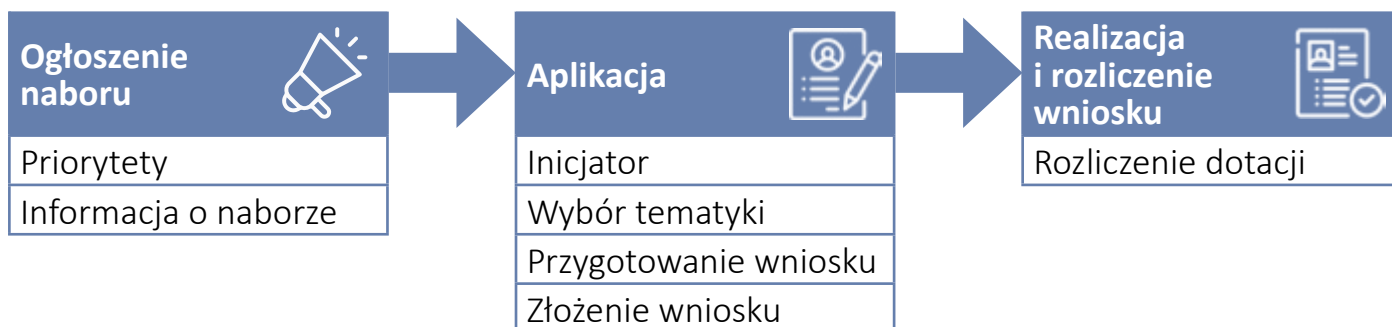 Ogłoszenie
naboru
Priorytety
Informacja o naborze
Aplikacja
Inicjator
Wybór tematyki
Przygotowanie wniosku
Złożenie wniosku
Realizacja
i rozliczenie
wniosku
Rozliczenie dotacji